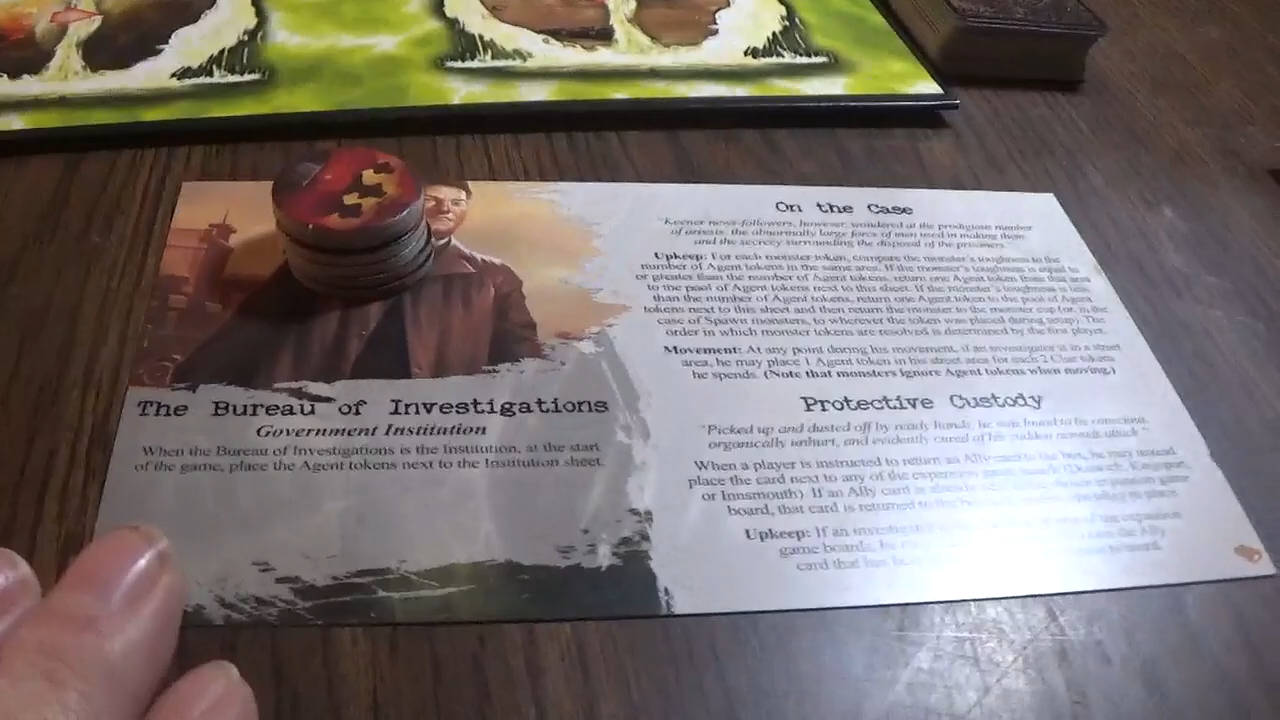 The Bureau of Investigations
Government Institution
When the Bureau of Investigations is the Institution, at the start
of the game, place the Agent tokens next to the Institution sheet.
On the Case
"Keener news-followers, however, wondered at the prodigious number
of arrests, the abnormally large force of men used in making them
and the secrecy surrounding the disposal of the prisoners."
Upkeep: For each monster token, compare the monster's toughness to the
number of Agent tokens in the same area. If the monster's toughness is equal to
or greater than the number of Agent tokens, return one Agent token from that area
to the pool of Agent tokens next to this sheet. If the monster's toughness is less
than the number of Agent tokens, return one Agent token to the pool of Agent
tokens next to this sheet and then return the monster to the monster cup (or, in the
case of Spawn monsters, to wherever the token was placed during setup). The
order in which monster tokens are resolved is determined by the first player.
Movement: At any point during his movement, if an investigator is in a street
area, he may place 1 Agent token in his street area for each 2 Clue tokens
he spends. (Note that monsters ignore Agent tokens when moving.)
Protective Custody
"Picked up and dusted off by ready hands, he was found to be conscious,
organically unhurt, and evidently cured of his sudden nervous attack."
When a player is instructed to return an Ally card to the box, he may instead
place the card next to any of the expansion game boards (Dunwich, Kingsport,
or Innsmouth). If an Ally card is already expansion game
board, that card is returned to the
Upkeep: If an investigator of the expansion
game boards, he the Ally
card that has